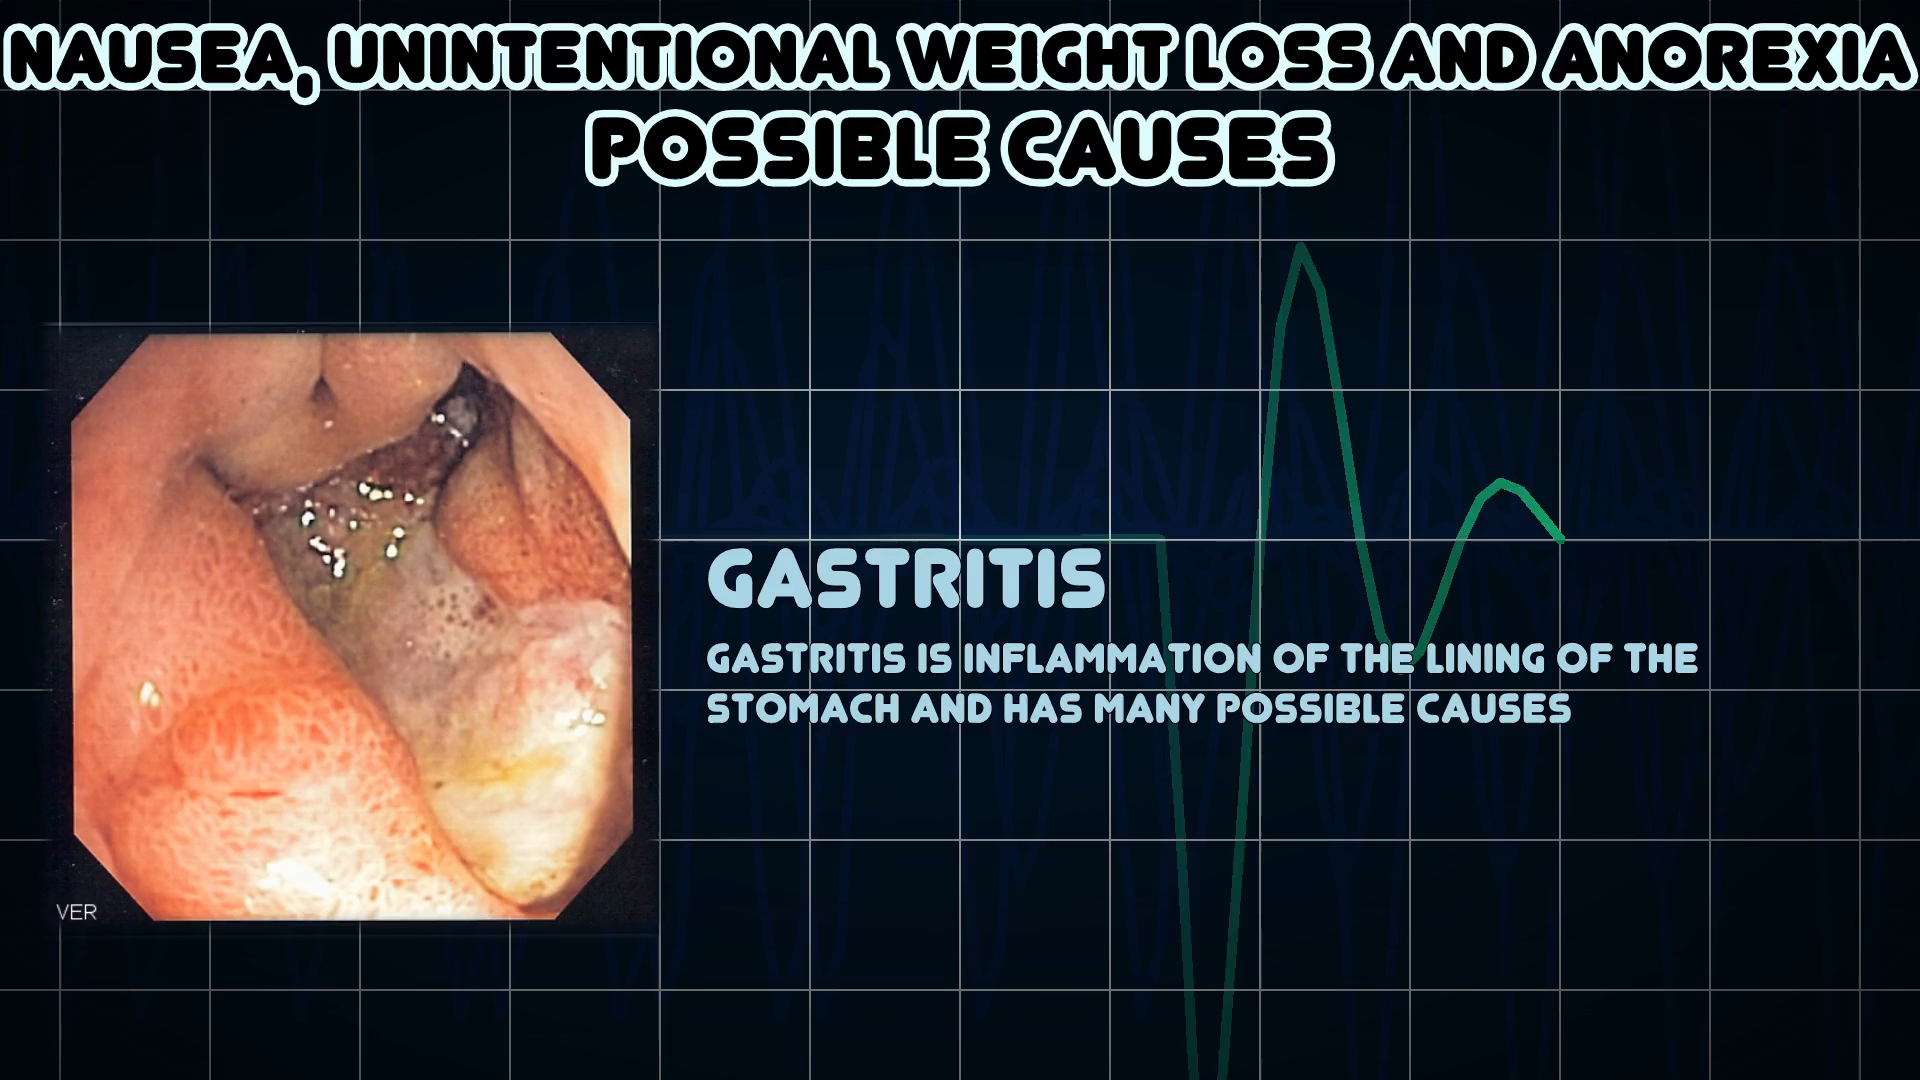 NAUSEA, UNINTENTIONAL WEIGHT LOSS AND ANOREXIA
POSSIBLE CAUSES
GASTRITIS
GASTRITIS IS INFLAMMATION OF THE LINING OF THE
STOMACH AND HAS MANY POSSIBLE CAUSES
VER